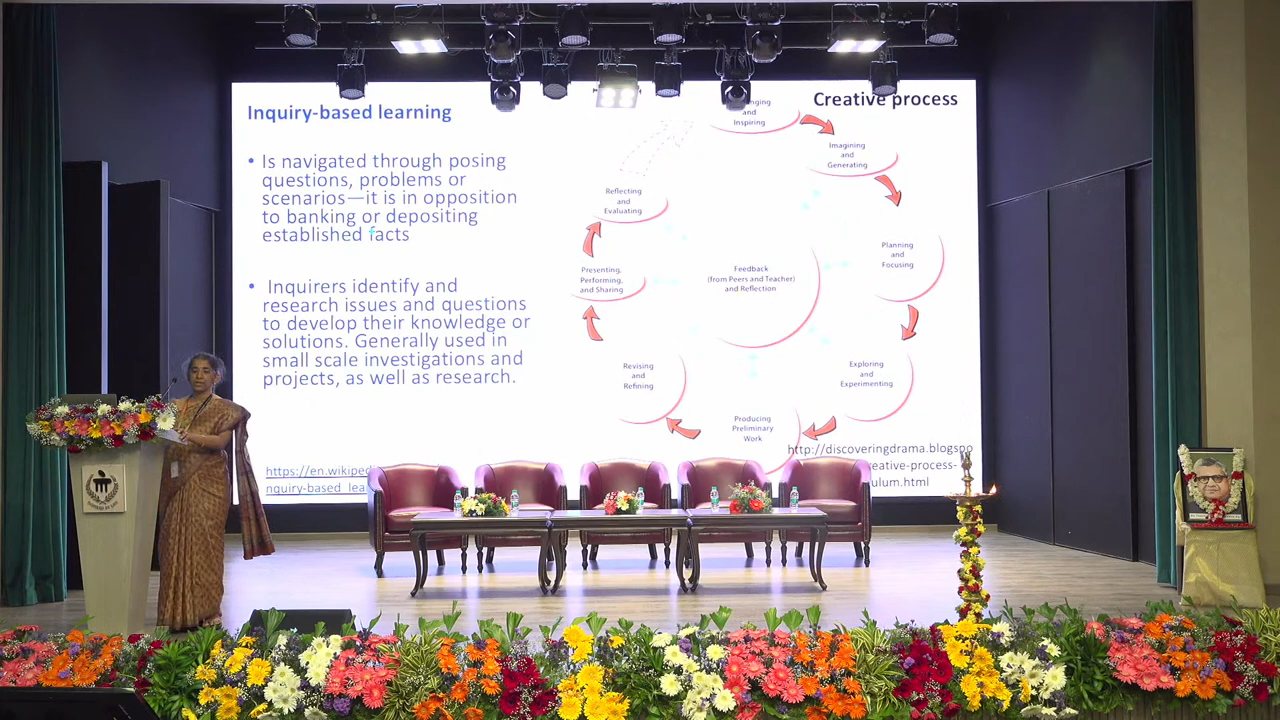 Inquiry-based learning
• Is navigated through posing
questions, problems or
scenarios—it is in opposition
to banking or depositing
established facts
• Inquirers identify and
research issues and questions
to develop their knowledge or
solutions. Generally used in
small scale investigations and
projects, as well as research.
https://en.wikiped
nquiry-based_lea
Creative process
and
Inspiring
Imagining
and
Generating
Planning
and
Focusing
Exploring
and
Experimenting
Producing
Preliminary
Work
Revising
and
Refining
Presenting,
Performing,
and Sharing
Reflecting
and
Evaluating
Feedback
(from Peers and Teacher)
and Reflection
http://discoveringdrama.blogspo
creative-process-
ulum.html